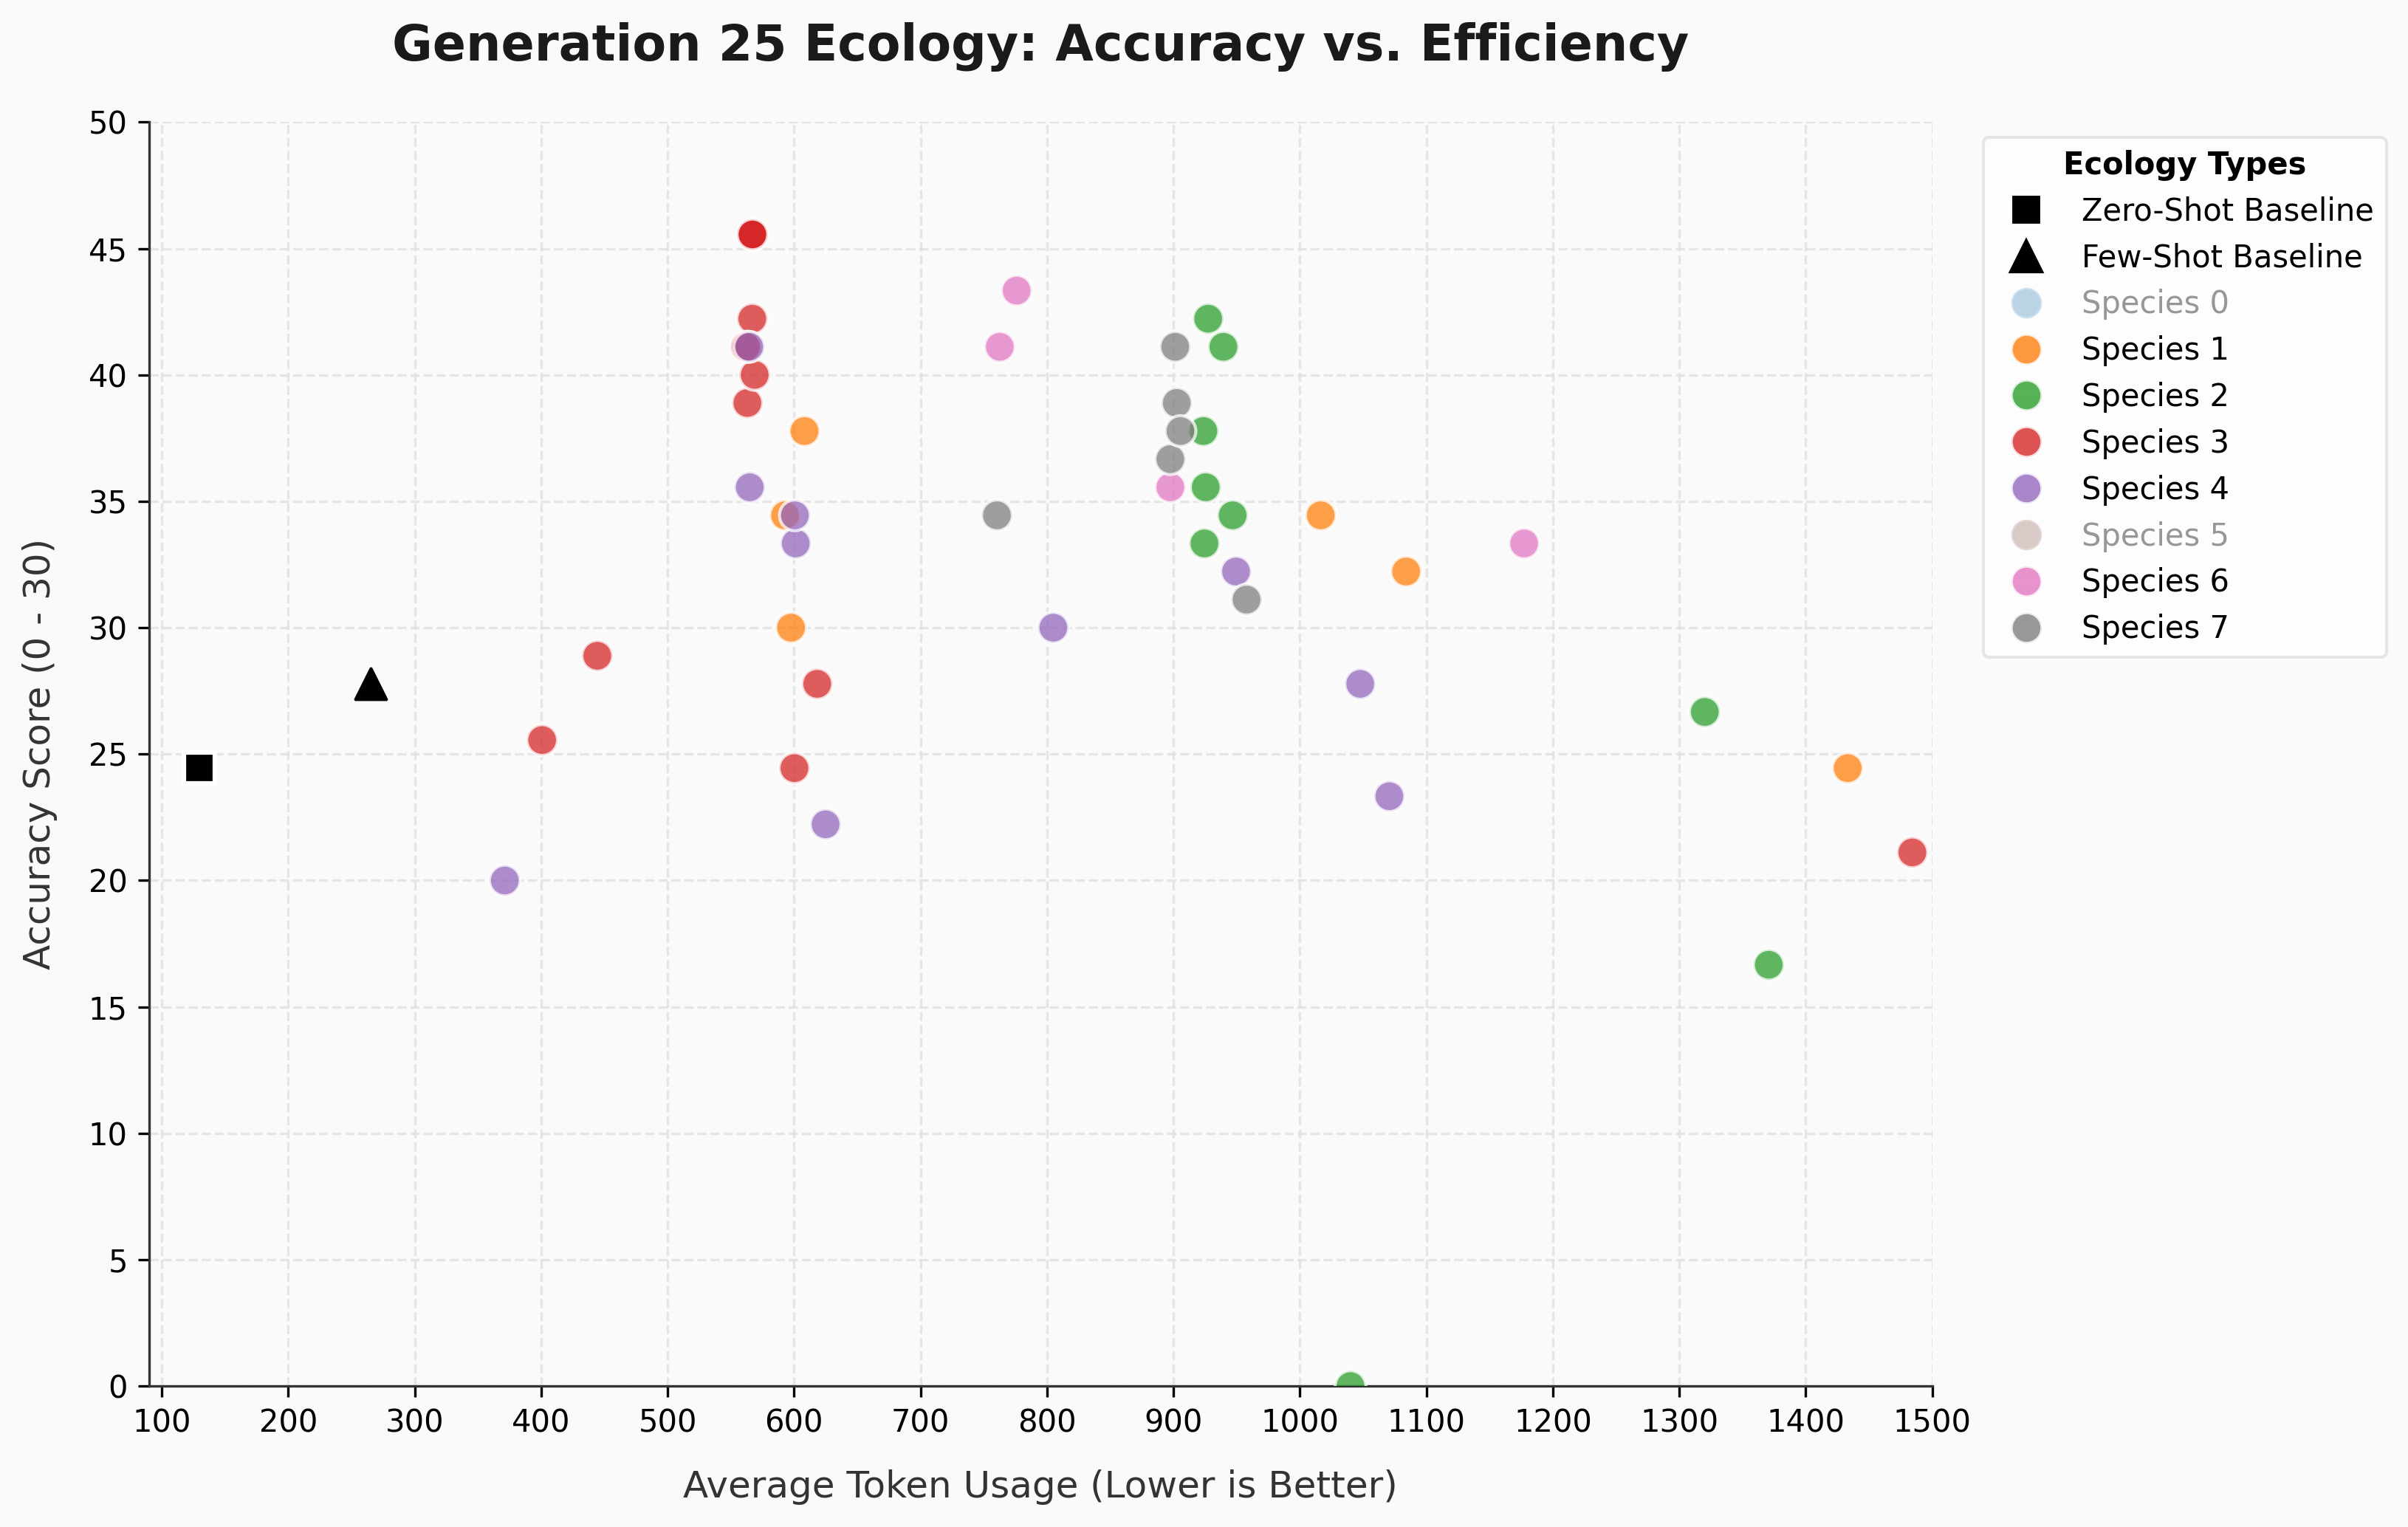 Generation 25 Ecology: Accuracy vs. Efficiency
Accuracy Score (0 - 30)
50
45
40
35
30
25
20
15
10
5
0
100 200 300 400 500 600 700 800 900 1000 1100 1200 1300 1400 1500
Average Token Usage (Lower is Better)
Ecology Types
Zero-Shot Baseline
Few-Shot Baseline
Species 0
Species 1
Species 2
Species 3
Species 4
Species 5
Species 6
Species 7